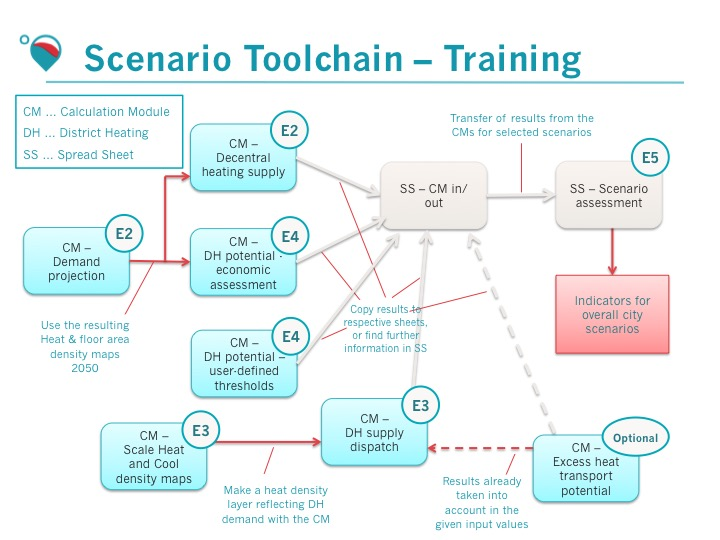 Scenario Toolchain – Training
CM ... Calculation Module
DH ... District Heating
SS ... Spread Sheet
E2
CM –
Decentral
heating supply
Transfer of results from the
CMs for selected scenarios
SS – CM in/
out
E5
SS – Scenario
assessment
E2
CM –
Demand
projection
E4
CM –
DH potential -
economic
assessment
Indicators for
overall city
scenarios
Use the resulting
Heat & floor area
density maps
2050
E4
CM –
DH potential –
user-defined
thresholds
Copy results to
respective sheets,
or find further
information in SS
E3
CM –
Scale Heat
and Cool
density maps
E3
CM –
DH supply
dispatch
Optional
CM –
Excess heat
transport
potential
Make a heat density
layer reflecting DH
demand with the CM
Results already
taken into
account in the
given input values